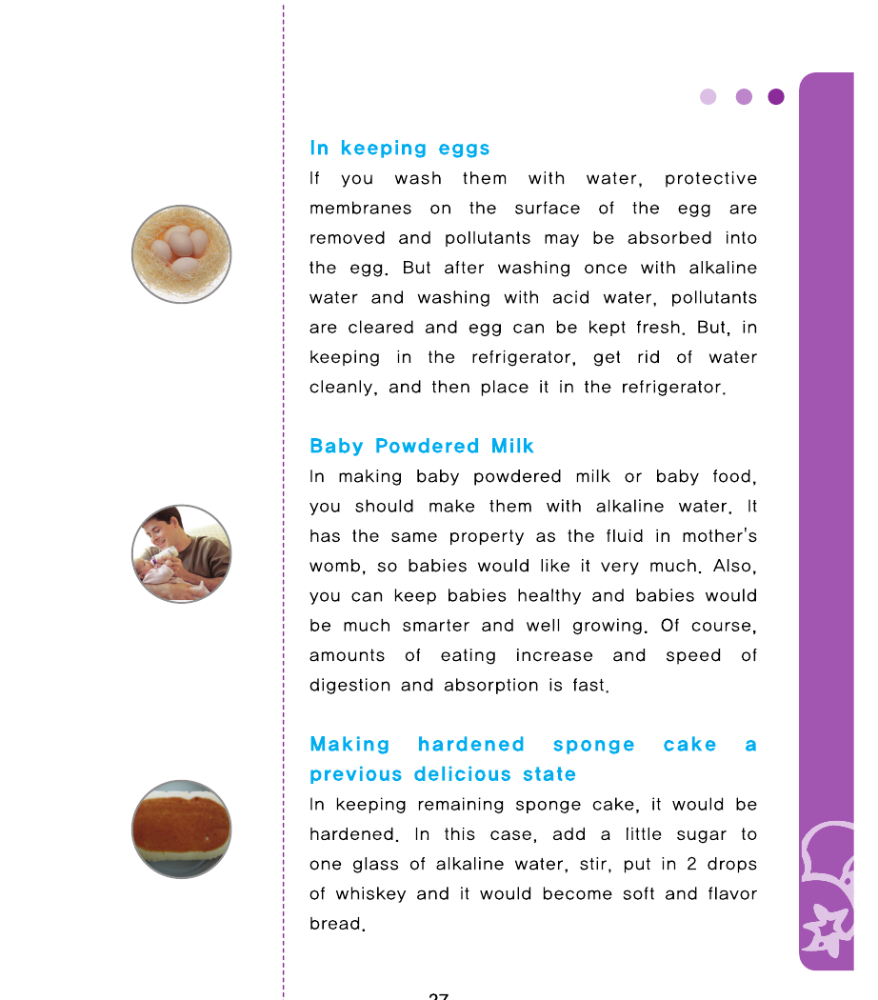 In keeping eggs
If you wash them with water, protective
membranes on the surface of the egg are
removed and pollutants may be absorbed into
the egg. But after washing once with alkaline
water and washing with acid water, pollutants
are cleared and egg can be kept fresh. But, in
keeping in the refrigerator, get rid of water
cleanly, and then place it in the refrigerator.
Baby Powdered Milk
In making baby powdered milk or baby food,
you should make them with alkaline water. It
has the same property as the fluid in mother's
womb, so babies would like it very much. Also,
you can keep babies healthy and babies would
be much smarter and well growing. Of course,
amounts of eating increase and speed of
digestion and absorption is fast.
Making hardened sponge cake a
previous delicious state
In keeping remaining sponge cake, it would be
hardened. In this case, add a little sugar to
one glass of alkaline water, stir, put in 2 drops
of whiskey and it would become soft and flavor
bread.
27